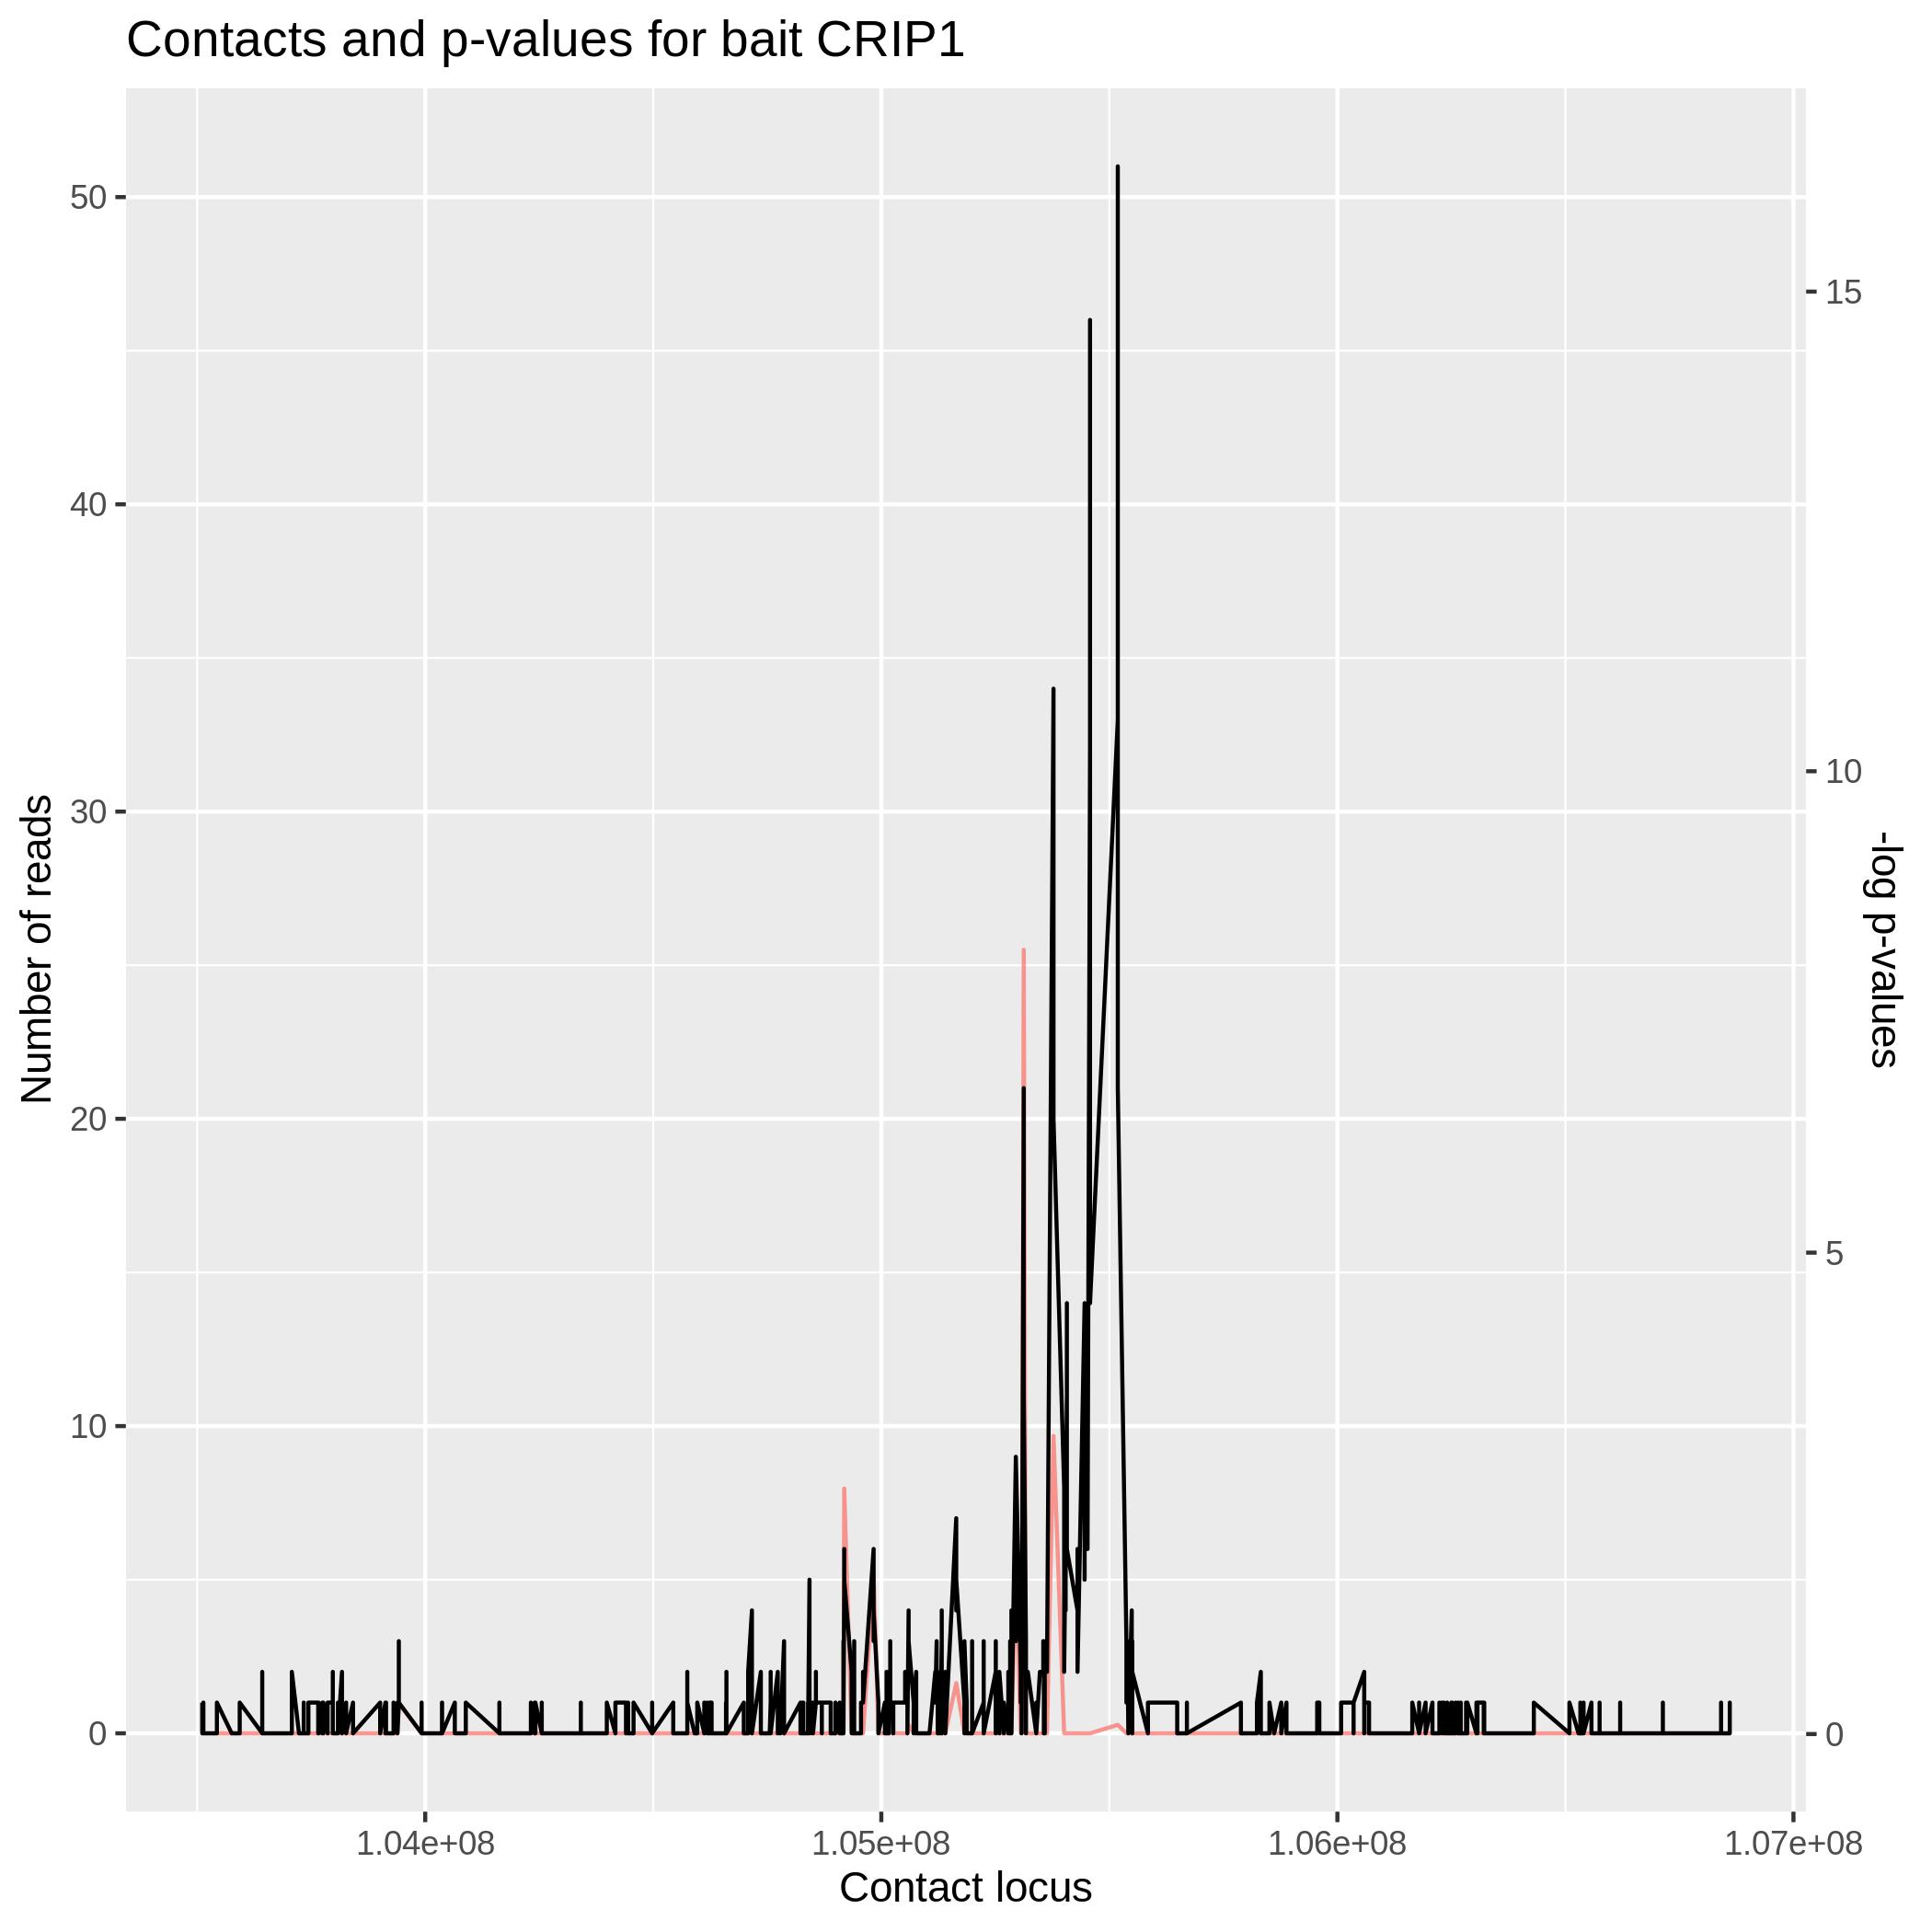 Contacts and p-values for bait CRIP1
50
40
30
20
10
0
Number of reads
15
10
5
0
-log p-values
1.04e+08
1.05e+08
1.06e+08
1.07e+08
Contact locus